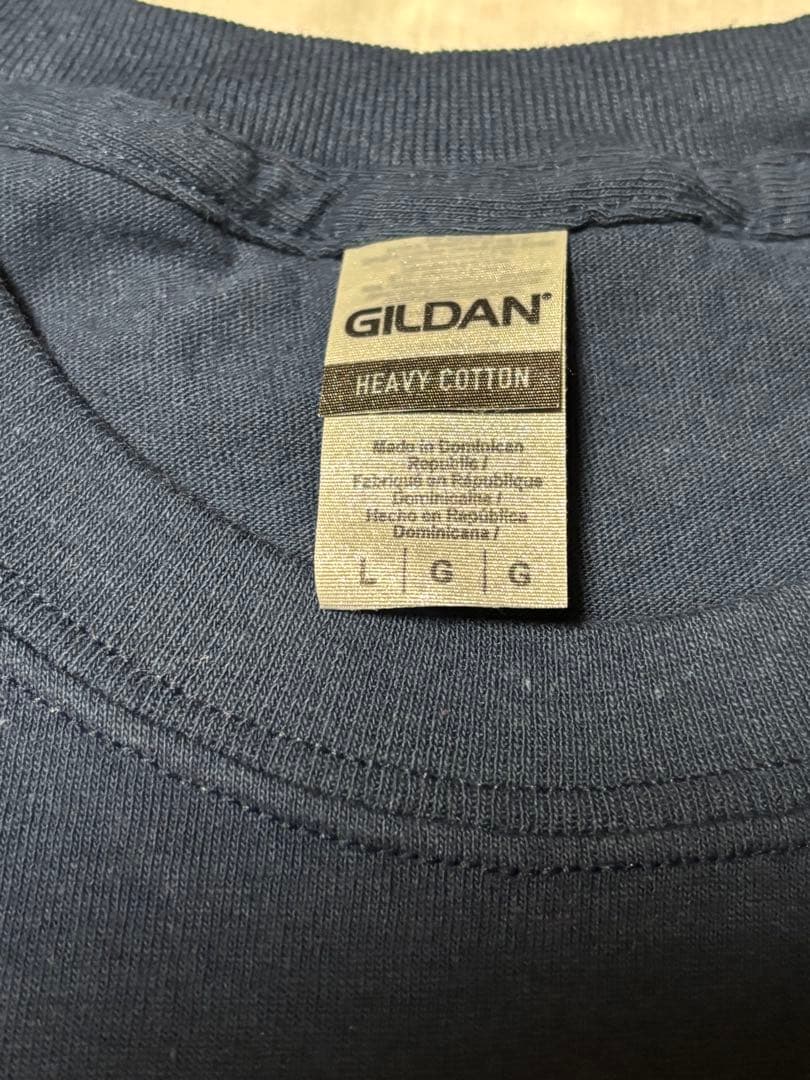 GILDAN®
HEAVY COTTON
Made in Dominican
Republic /
Fabriqué en République
Dominicaine /
Hecho en República
Dominicana /
L | G | G